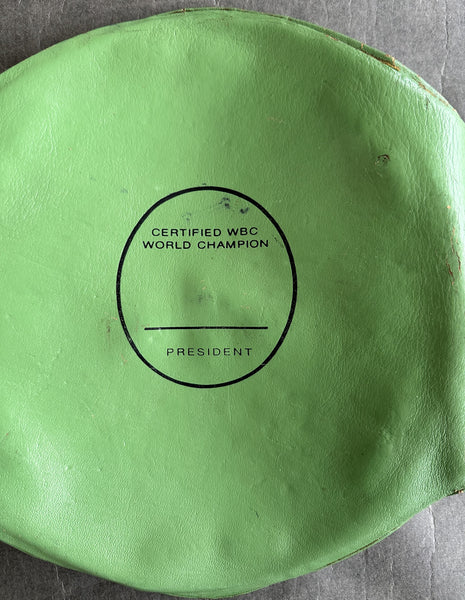 CERTIFIED WBC
WORLD CHAMPION
PRESIDENT